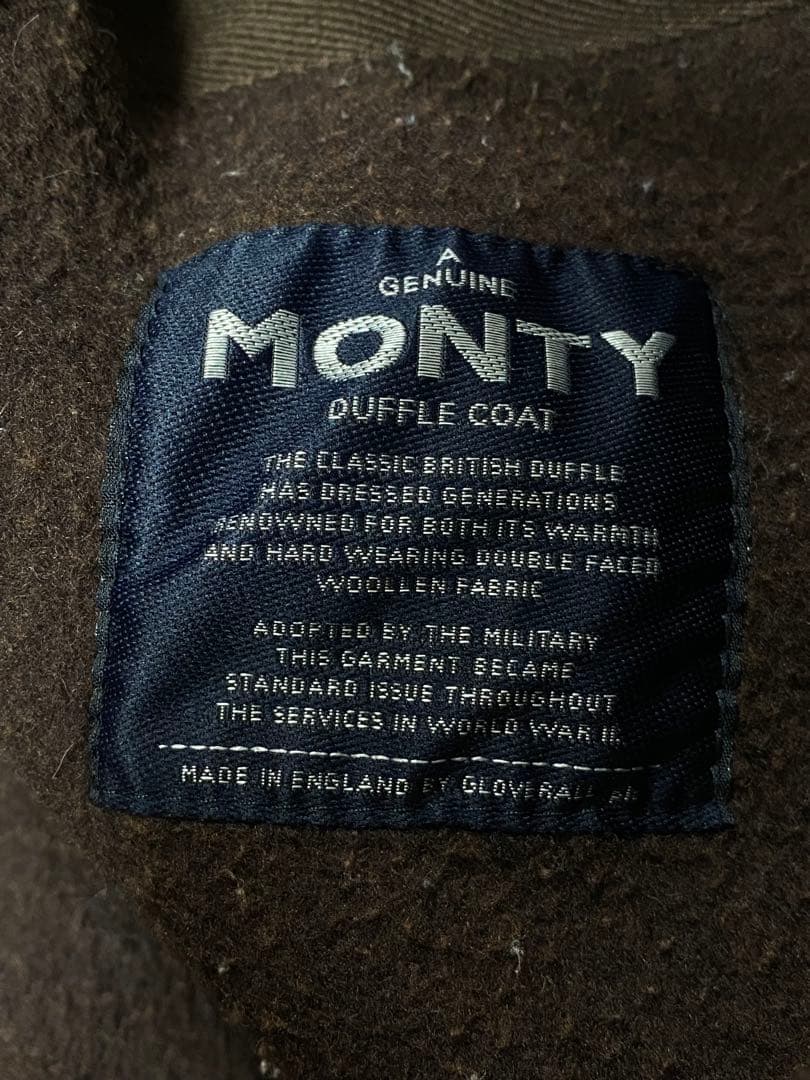 A
GENUINE
MONTY
DUFFLE COAT
THE CLASSIC BRITISH DUFFLE
HAS DRESSED GENERATIONS
RENOWNED FOR BOTH ITS WARMTH
AND HARD WEARING DOUBLE FACED
WOOLLEN FABRIC
ADOPTED BY THE MILITARY
THIS GARMENT BECAME
STANDARD ISSUE THROUGHOUT
THE SERVICES IN WORLD WAR II.
MADE IN ENGLAND BY GLOVERALL plc